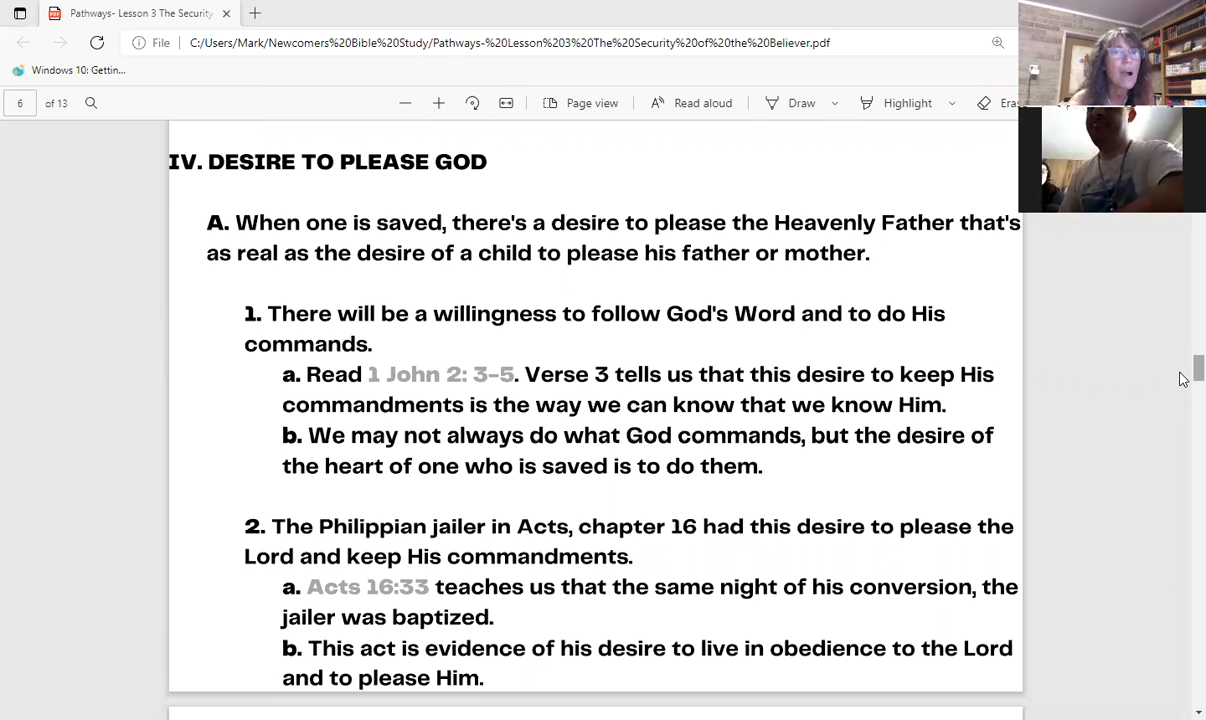 Pathways- Lesson 3 The Security
File C:/Users/Mark/Newcomers%20Bible%20Study/Pathways-%20Lesson%203%20The%20Security%20of%20the%20Believer.pdf
Windows 10: Gettin...
6 of 13 Page view Read aloud Draw Highlight Eras
IV. DESIRE TO PLEASE GOD
A. When one is saved, there's a desire to please the Heavenly Father that's
as real as the desire of a child to please his father or mother.
1. There will be a willingness to follow God's Word and to do His
commands.
a. Read 1 John 2: 3-5. Verse 3 tells us that this desire to keep His
commandments is the way we can know that we know Him.
b. We may not always do what God commands, but the desire of
the heart of one who is saved is to do them.
2. The Philippian jailer in Acts, chapter 16 had this desire to please the
Lord and keep His commandments.
a. Acts 16:33 teaches us that the same night of his conversion, the
jailer was baptized.
b. This act is evidence of his desire to live in obedience to the Lord
and to please Him.